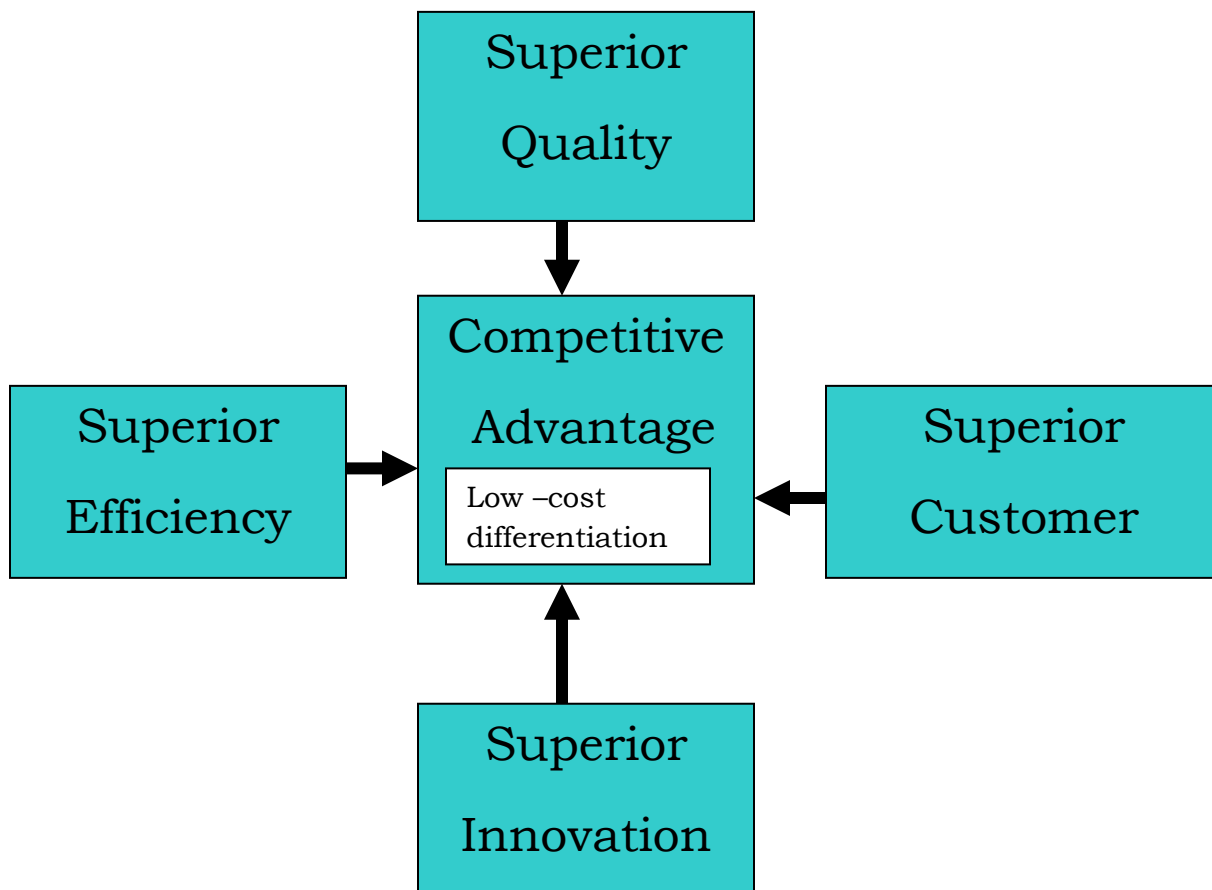 Superior
Quality
Competitive
Advantage
Low –cost
differentiation
Superior
Efficiency
Superior
Customer
Superior
Innovation